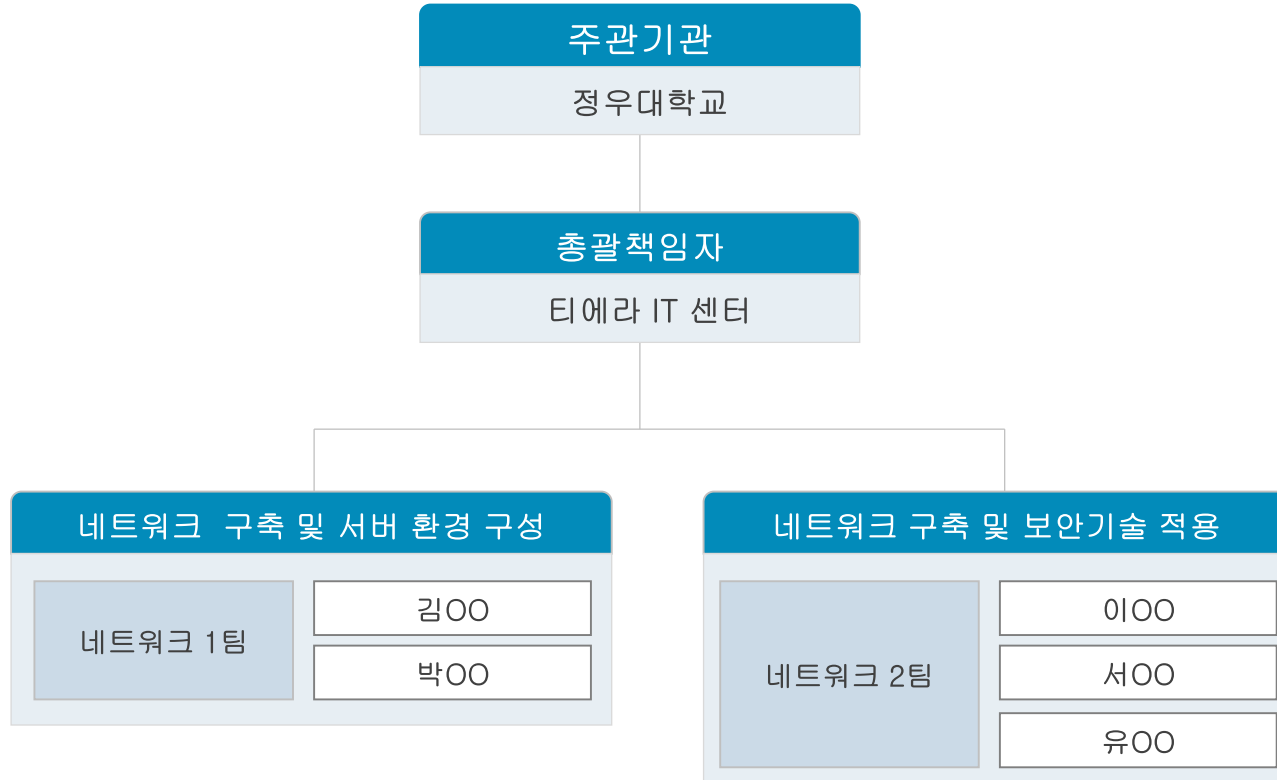 주관기관
정우대학교
총괄책임자
티에라 IT 센터
네트워크 구축 및 서버 환경 구성
네트워크 1팀
김OO
박OO
네트워크 구축 및 보안기술 적용
네트워크 2팀
이OO
서OO
유OO